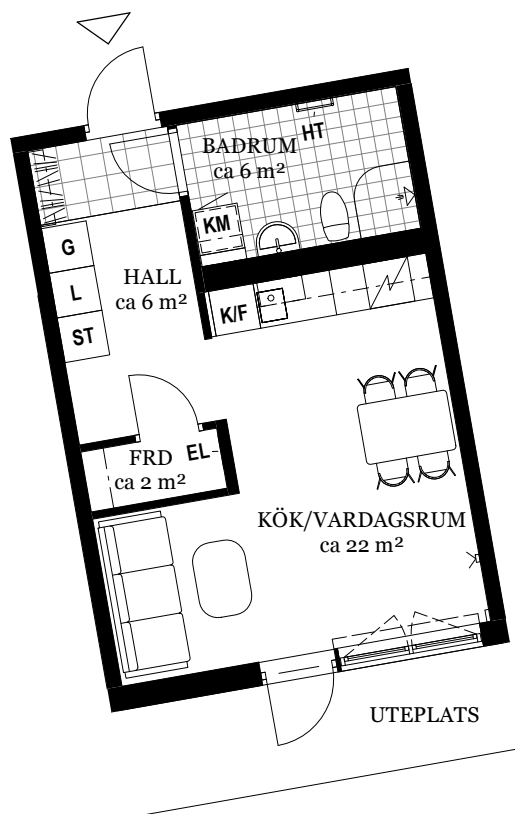 HT
BADRUM
ca 6 m²
KM
G
L
ST
HALL
ca 6 m²
K/F
FRD
ca 2 m²
EL
KÖK/VARDAGSRUM
ca 22 m²
UTEPLATS